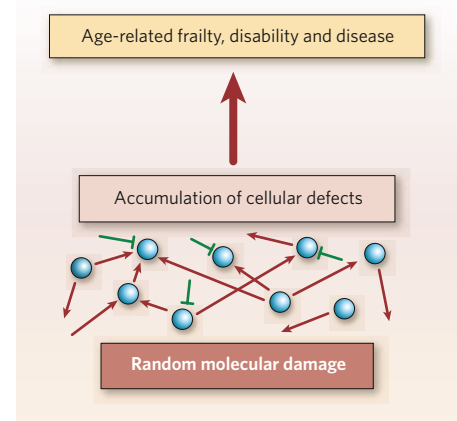 Age-related frailty, disability and disease
Accumulation of cellular defects
Random molecular damage